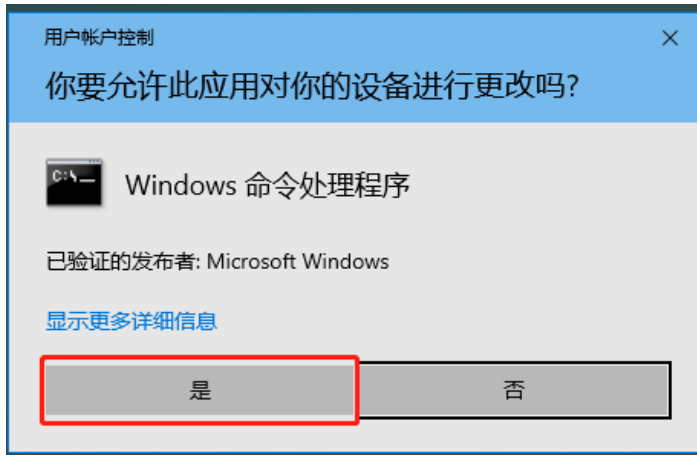 用户帐户控制
你要允许此应用对你的设备进行更改吗?
C:\_
Windows 命令处理程序
已验证的发布者: Microsoft Windows
显示更多详细信息
是
否